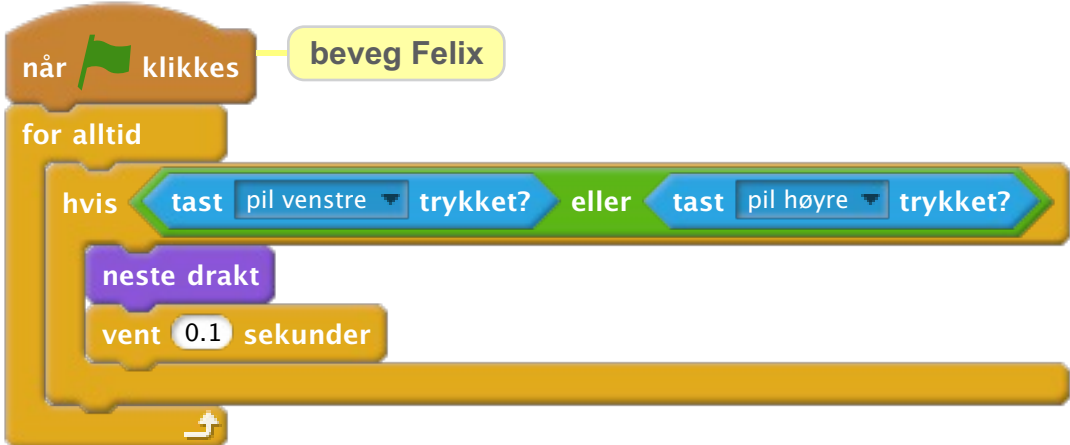 når klikkes
beveg Felix
for alltid
hvis tast pil venstre trykket? eller tast pil høyre trykket?
neste drakt
vent 0.1 sekunder